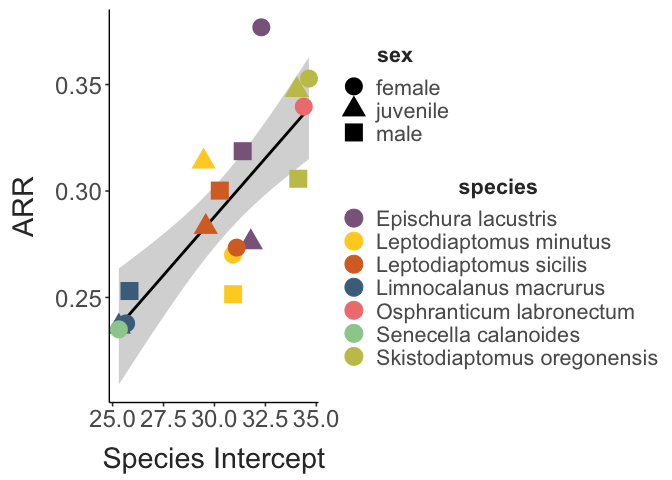 ARR
0.35
0.30
0.25
25.0 27.5 30.0 32.5 35.0
Species Intercept
sex
female
juvenile
male
species
Epischura lacustris
Leptodiaptomus minutus
Leptodiaptomus sicilis
Limnocalanus macrurus
Osphranticum labronectum
Senecella calanoides
Skistodiaptomus oregonensis